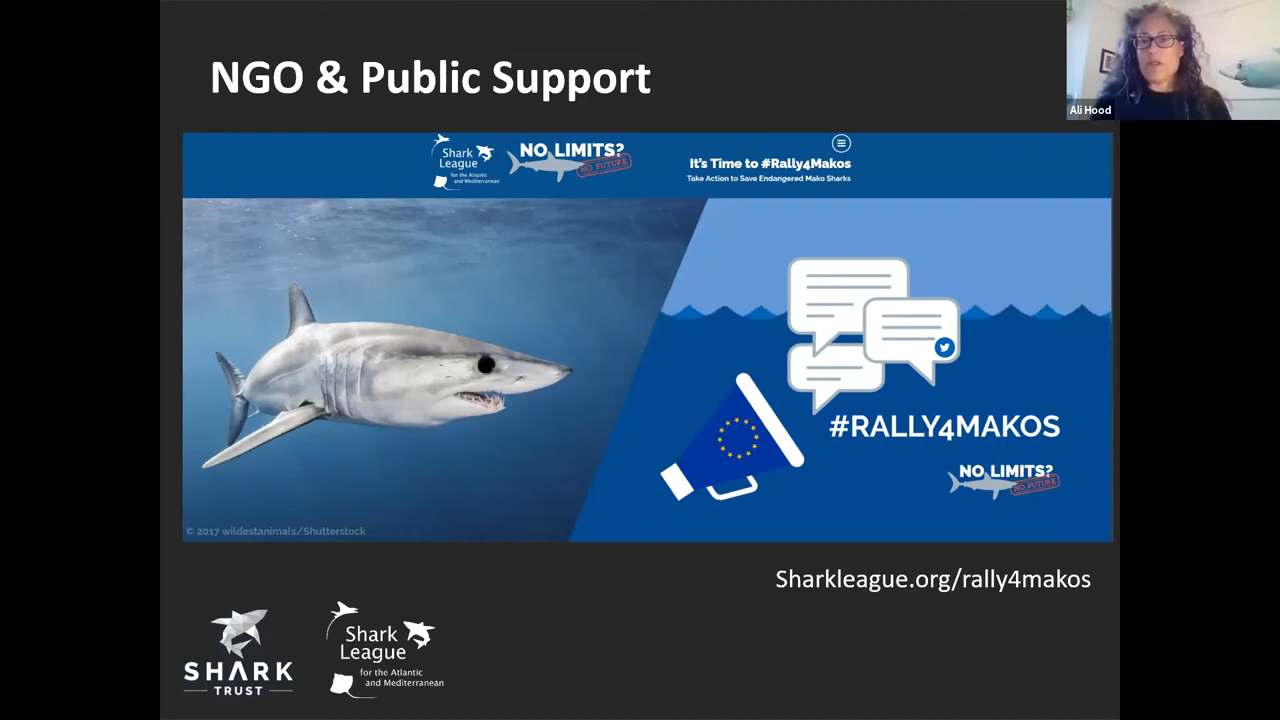 NGO & Public Support
Ali Hood
Shark
League
for the Atlantic
and Mediterranean
NO LIMITS?
NO FUTURE
It's Time to #Rally4Makos
Take Action to Save Endangered Mako Sharks
#RALLY4MAKOS
NO LIMITS?
NO FUTURE
© 2017 wildestanimals/Shutterstock
Sharkleague.org/rally4makos
SHARK
TRUST
Shark
League
for the Atlantic
and Mediterranean